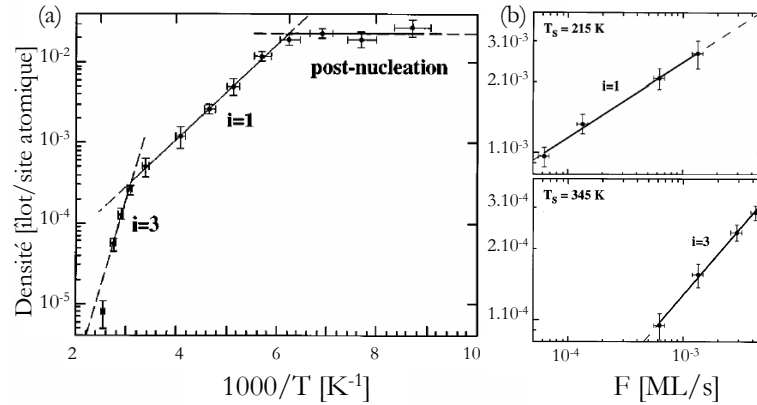 (a)
10^-1
10^-2
10^-3
10^-4
10^-5
Densité [îlot/site atomique]
post-nucleation
i=1
i=3
2 4 6 8 10
1000/T [K^-1]
(b)
3.10^-3
2.10^-3
1.10^-3
T_S = 215 K
i=1
2.10^-4
1.10^-4
T_S = 345 K
i=3
10^-4 10^-3
F [ML/s]